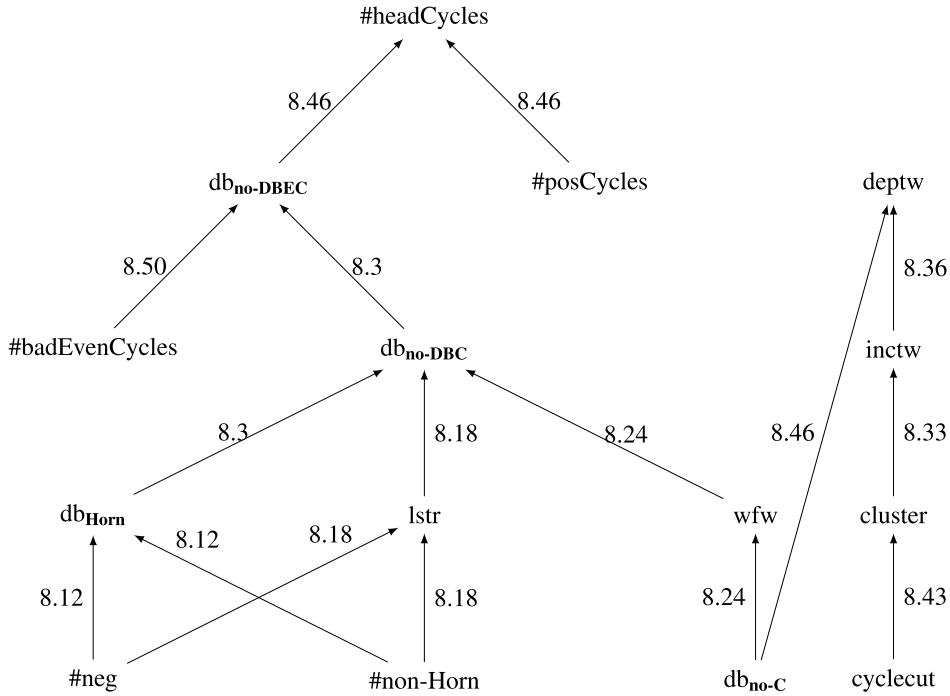 #headCycles
8.46 8.46
db_no-DBEC #posCycles deptw
8.50 8.3 8.36
#badEvenCycles db_no-DBC inctw
8.3 8.18 8.24 8.46 8.33
db_Horn lstr wfw cluster
8.12 8.12 8.18 8.18 8.24 8.43
#neg #non-Horn db_no-C cyclecut